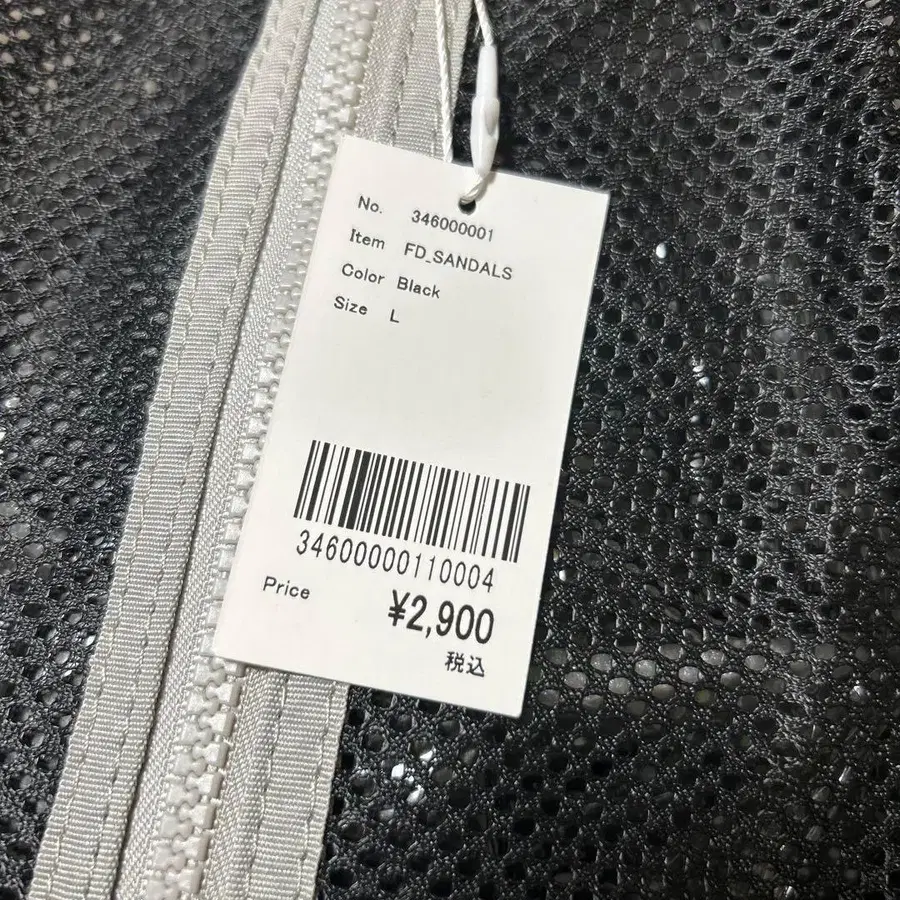 No. 346000001
Item FD_SANDALS
Color Black
Size L
34600000110004
Price ¥2,900
税込